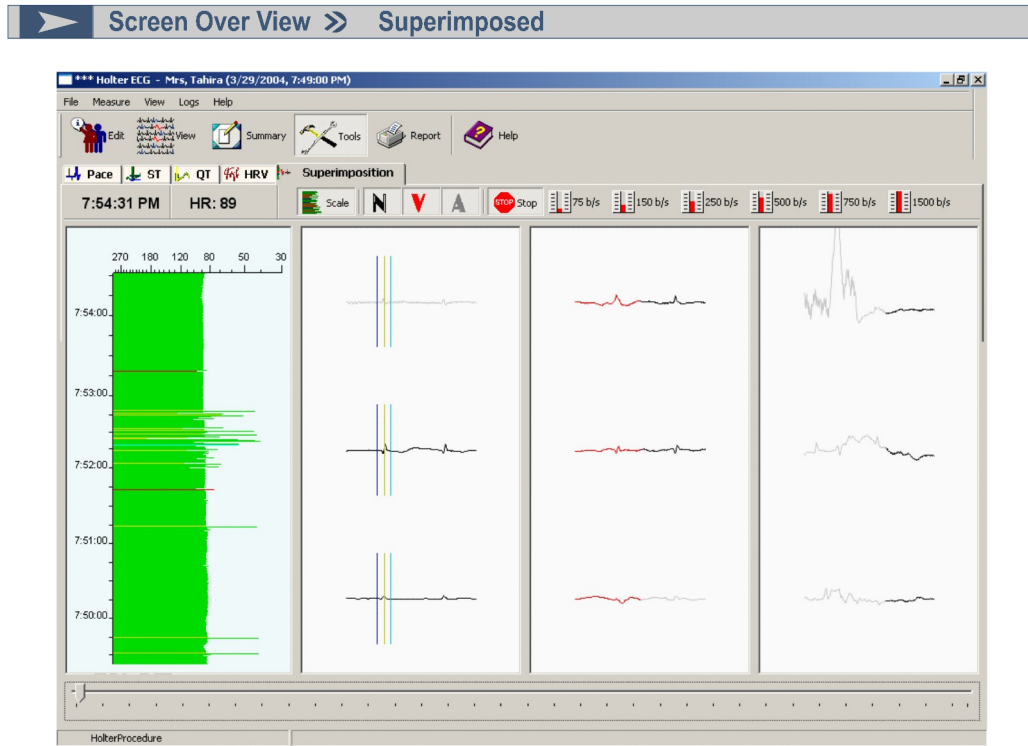 Screen Over View >> Superimposed
*** Holter ECG - Mrs, Tahira (3/29/2004, 7:49:00 PM)
File Measure View Logs Help
Edit View Summary Tools Report Help
Pace ST QT HRV Superimposition
7:54:31 PM HR: 89 Scale N V A STOP Stop 75 b/s 150 b/s 250 b/s 500 b/s 750 b/s 1500 b/s
270 180 120 80 50 30
7:54:00
7:53:00
7:52:00
7:51:00
7:50:00
HolterProcedure